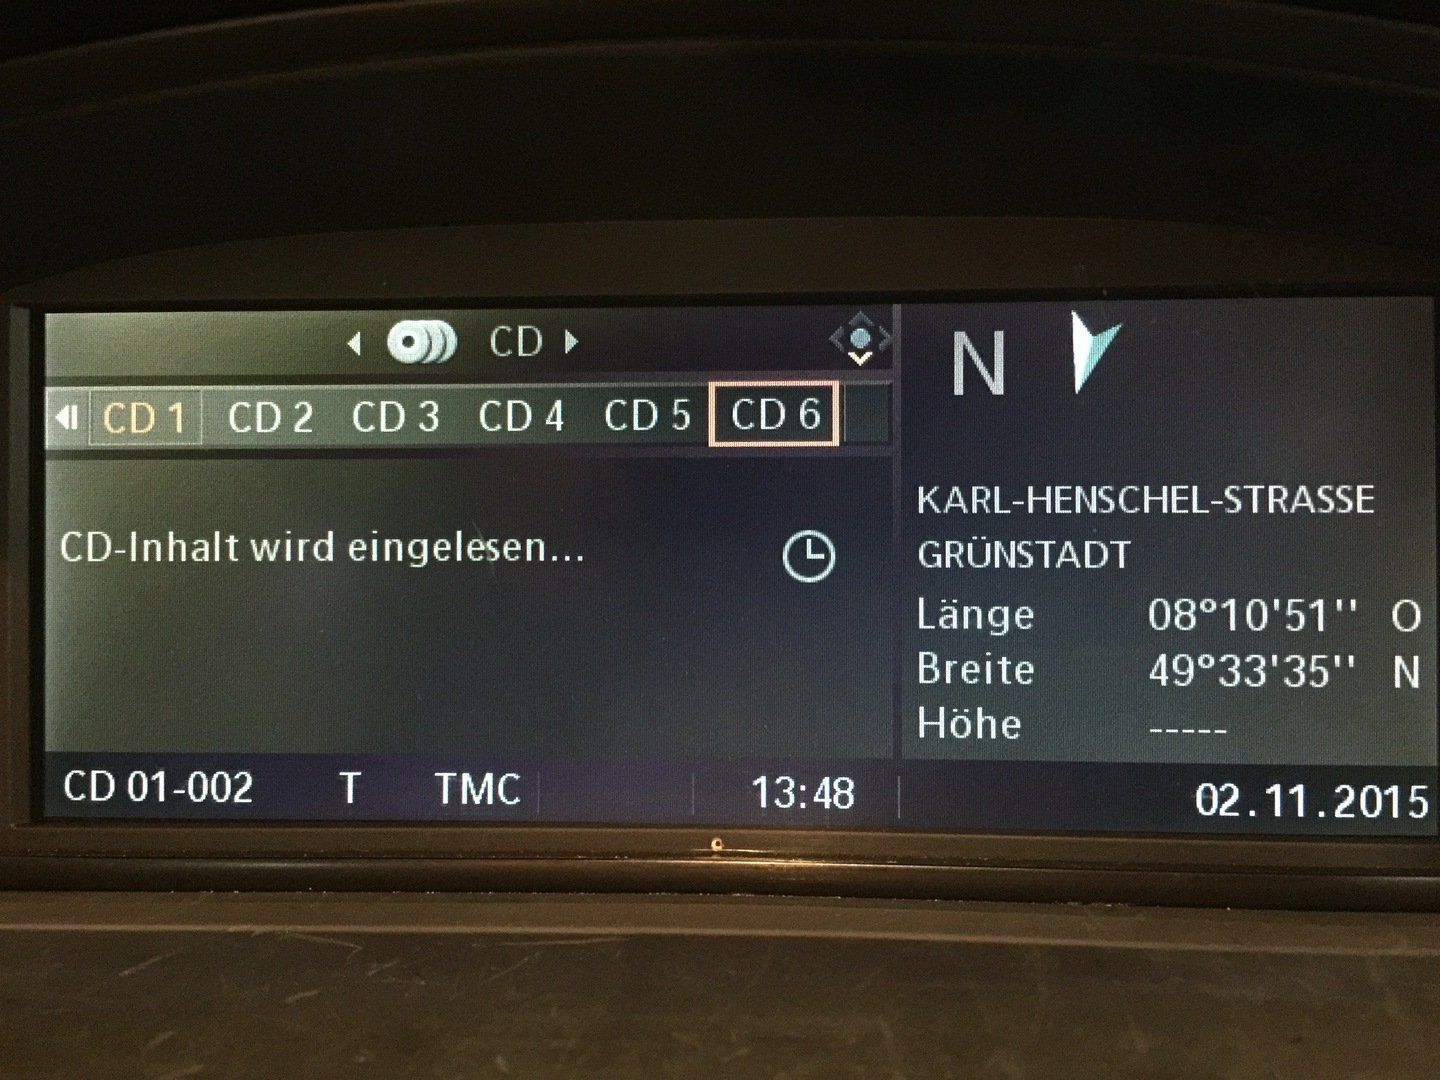 CD
CD 1 CD 2 CD 3 CD 4 CD 5 CD 6
CD-Inhalt wird eingelesen...
CD 01-002 T TMC 13:48
N
KARL-HENSCHEL-STRASSE
GRÜNSTADT
Länge 08°10'51'' O
Breite 49°33'35'' N
Höhe -----
02.11.2015